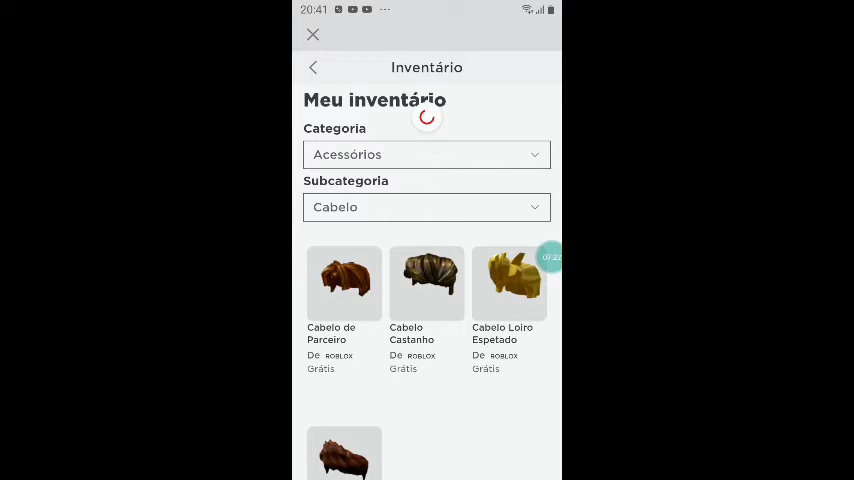 20:41
Inventário
Meu inventário
Categoria
Acessórios
Subcategoria
Cabelo
07:22
Cabelo de Parceiro
De ROBLOX
Grátis
Cabelo Castanho
De ROBLOX
Grátis
Cabelo Loiro Espetado
De ROBLOX
Grátis